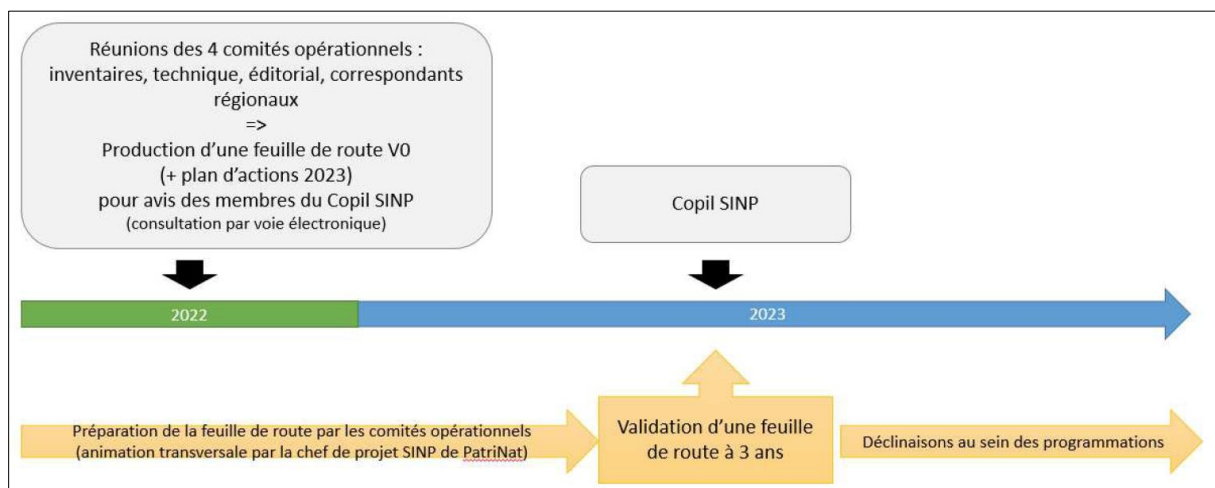 Réunions des 4 comités opérationnels :
inventaires, technique, éditorial, correspondants
régionaux
=>
Production d’une feuille de route V0
(+ plan d’actions 2023)
pour avis des membres du Copil SINP
(consultation par voie électronique)
Copil SINP
2022
2023
Préparation de la feuille de route par les comités opérationnels
(animation transversale par la chef de projet SINP de PatriNat)
Validation d’une feuille
de route à 3 ans
Déclinaisons au sein des programmations